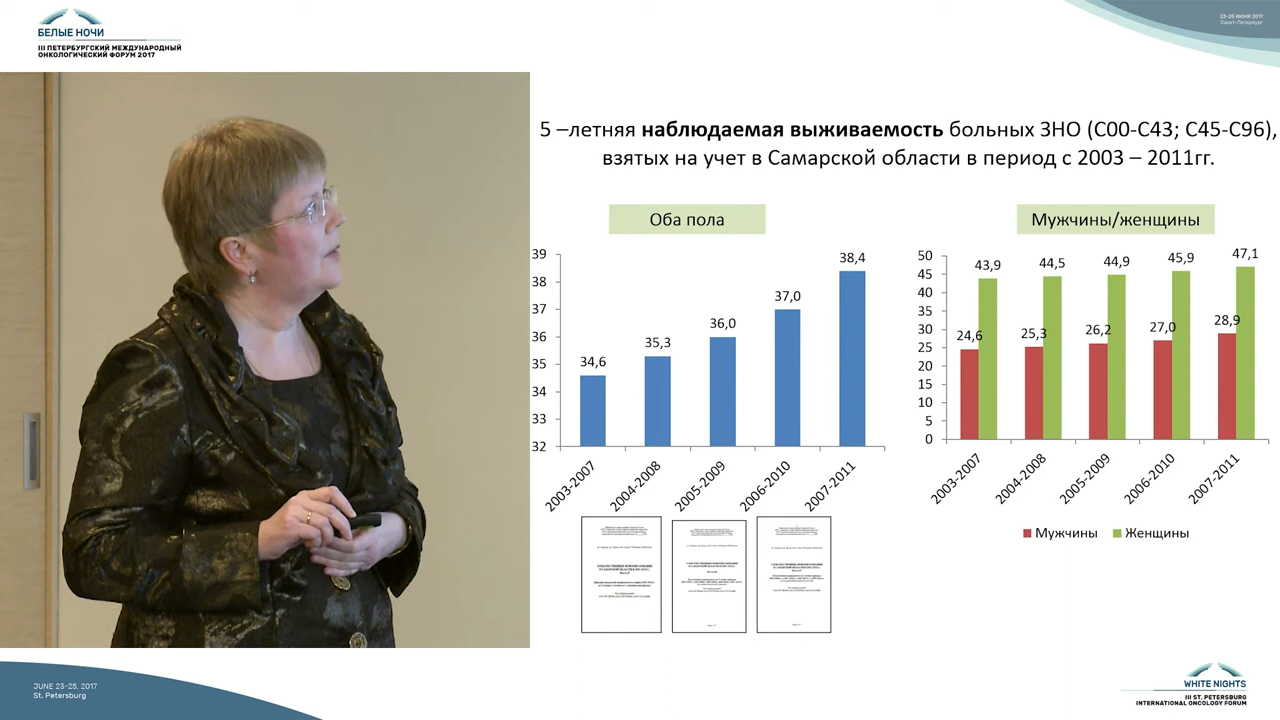 БЕЛЫЕ НОЧИ
III ПЕТЕРБУРГСКИЙ МЕЖДУНАРОДНЫЙ
ОНКОЛОГИЧЕСКИЙ ФОРУМ 2017
23-25 ИЮНЯ 2017
Санкт-Петербург
5 –летняя наблюдаемая выживаемость больных ЗНО (С00-С43; С45-С96),
взятых на учет в Самарской области в период с 2003 – 2011гг.
Оба пола
39
38
37
36
35
34
33
32
34,6
35,3
36,0
37,0
38,4
2003-2007
2004-2008
2005-2009
2006-2010
2007-2011
Мужчины/женщины
50
45
40
35
30
25
20
15
10
5
0
24,6
43,9
25,3
44,5
26,2
44,9
27,0
45,9
28,9
47,1
2003-2007
2004-2008
2005-2009
2006-2010
2007-2011
Мужчины
Женщины
JUNE 23-25, 2017
St. Petersburg
WHITE NIGHTS
III ST. PETERSBURG
INTERNATIONAL ONCOLOGY FORUM